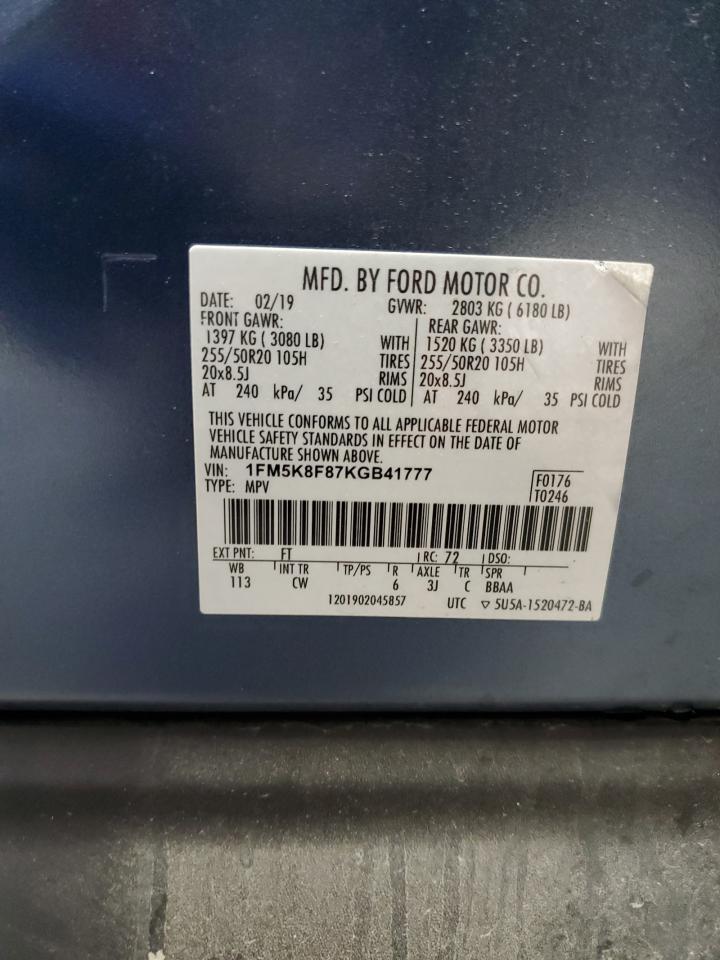 MFD. BY FORD MOTOR CO.
DATE: 02/19 GVWR: 2803 KG ( 6180 LB)
FRONT GAWR: REAR GAWR:
1397 KG ( 3080 LB) WITH 1520 KG ( 3350 LB) WITH
255/50R20 105H TIRES 255/50R20 105H TIRES
20x8.5J RIMS 20x8.5J RIMS
AT 240 kPa/ 35 PSI COLD AT 240 kPa/ 35 PSI COLD
THIS VEHICLE CONFORMS TO ALL APPLICABLE FEDERAL MOTOR
VEHICLE SAFETY STANDARDS IN EFFECT ON THE DATE OF
MANUFACTURE SHOWN ABOVE.
VIN: 1FM5K8F87KGB41777 F0176
TYPE: MPV T0246
EXT PNT: FT RC: 72 DSO:
WB INT TR TP/PS R AXLE TR SPR
113 CW 6 3J C BBAA
1201902045857 UTC ▽ 5U5A-1520472-BA